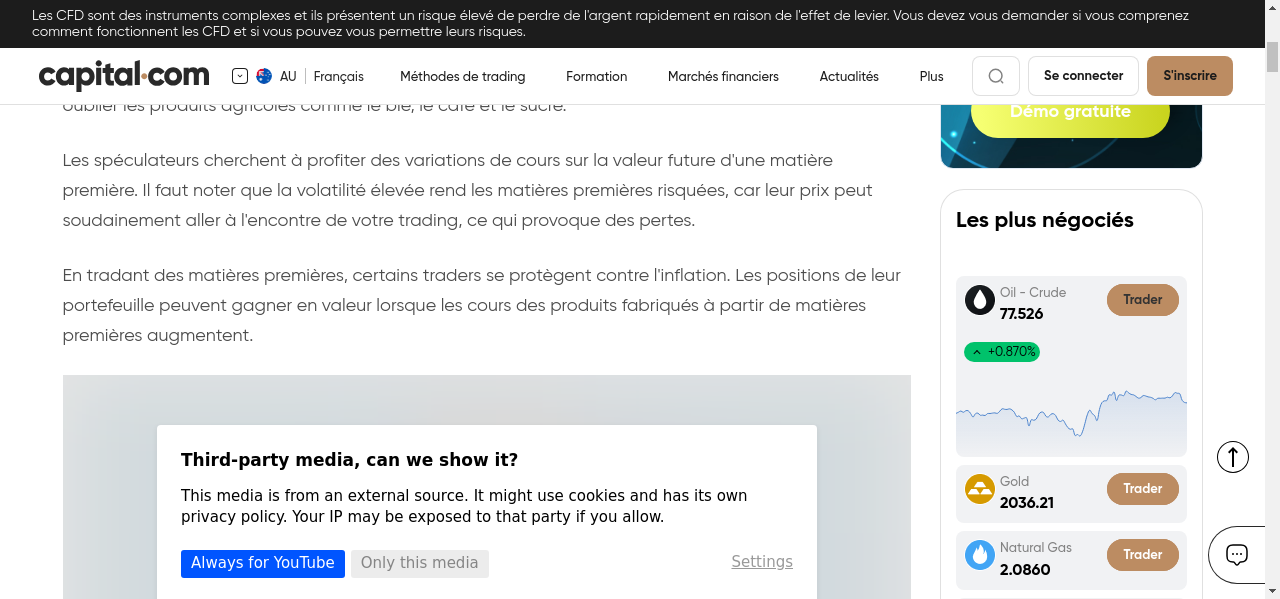 Les CFD sont des instruments complexes et ils présentent un risque élevé de perdre de l'argent rapidement en raison de l'effet de levier. Vous devez vous demander si vous comprenez
comment fonctionnent les CFD et si vous pouvez vous permettre leurs risques.
capital.com
AU
Français
Méthodes de trading
Formation
Marchés financiers
Actualités
Plus
Se connecter
S'inscrire
oublier les produits agricoles comme le blé, le café et le sucre.
Les spéculateurs cherchent à profiter des variations de cours sur la valeur future d'une matière
première. Il faut noter que la volatilité élevée rend les matières premières risquées, car leur prix peut
soudainement aller à l'encontre de votre trading, ce qui provoque des pertes.
En tradant des matières premières, certains traders se protègent contre l'inflation. Les positions de leur
portefeuille peuvent gagner en valeur lorsque les cours des produits fabriqués à partir de matières
premières augmentent.
Third-party media, can we show it?
This media is from an external source. It might use cookies and has its own
privacy policy. Your IP may be exposed to that party if you allow.
Always for YouTube
Only this media
Settings
Démo gratuite
Les plus négociés
Oil - Crude
77.526
Trader
+0.870%
Gold
2036.21
Trader
Natural Gas
2.0860
Trader